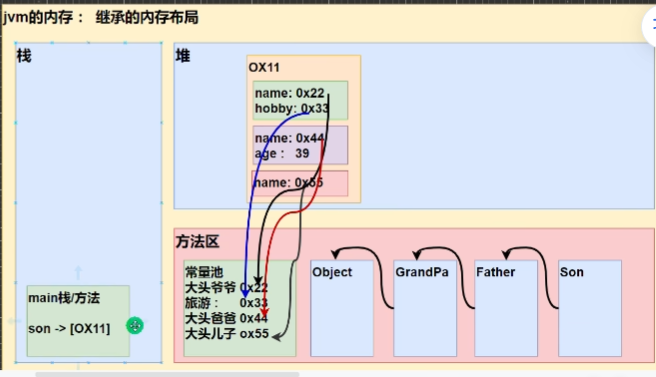 jvm的内存： 继承的内存布局
栈
堆
OX11
name: 0x22
hobby: 0x33
name: 0x44
age： 39
name: 0x55
方法区
常量池
大头爷爷 0x22
旅游： 0x33
大头爸爸 0x44
大头儿子 ox55
Object
GrandPa
Father
Son
main栈/方法
son -> [OX11]